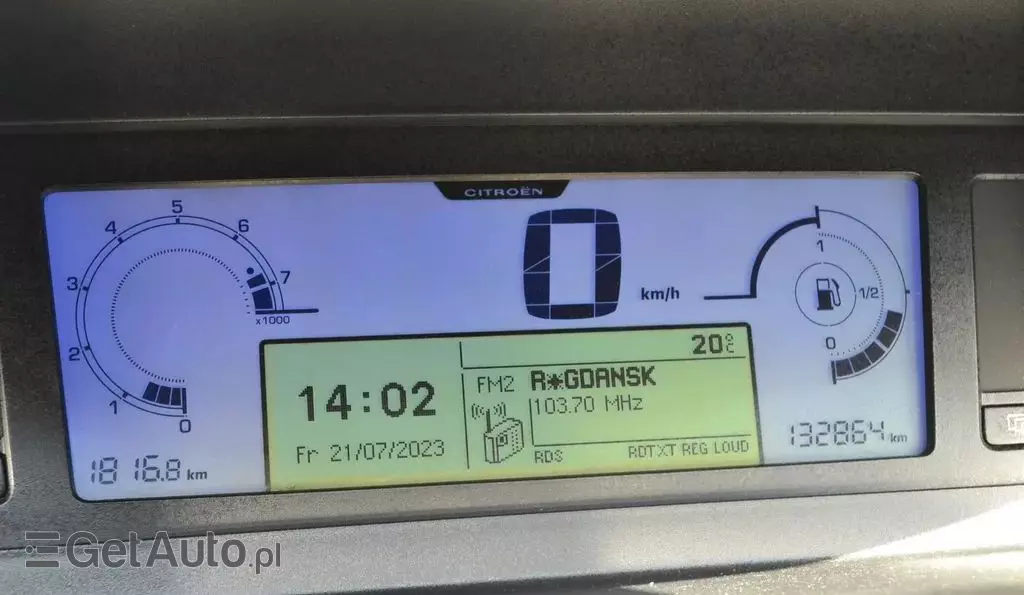 CITROËN
5
4
6
3
7
2
x1000
1
0
0
km/h
1
1/2
0
20°C
14:02
Fr 21/07/2023
FM2 R*GDANSK
103.70 MHz
RDS
RDTXT REG LOUD
1816.8 km
132864 km
GetAuto.pl